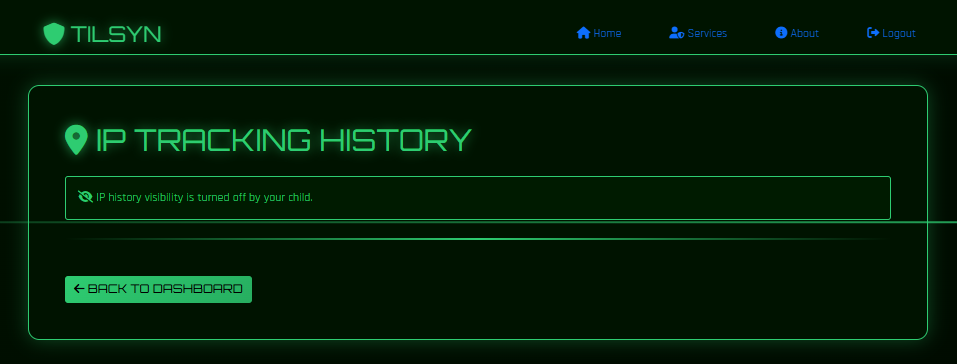 TILSYN
Home Services About Logout
IP TRACKING HISTORY
IP history visibility is turned off by your child.
BACK TO DASHBOARD